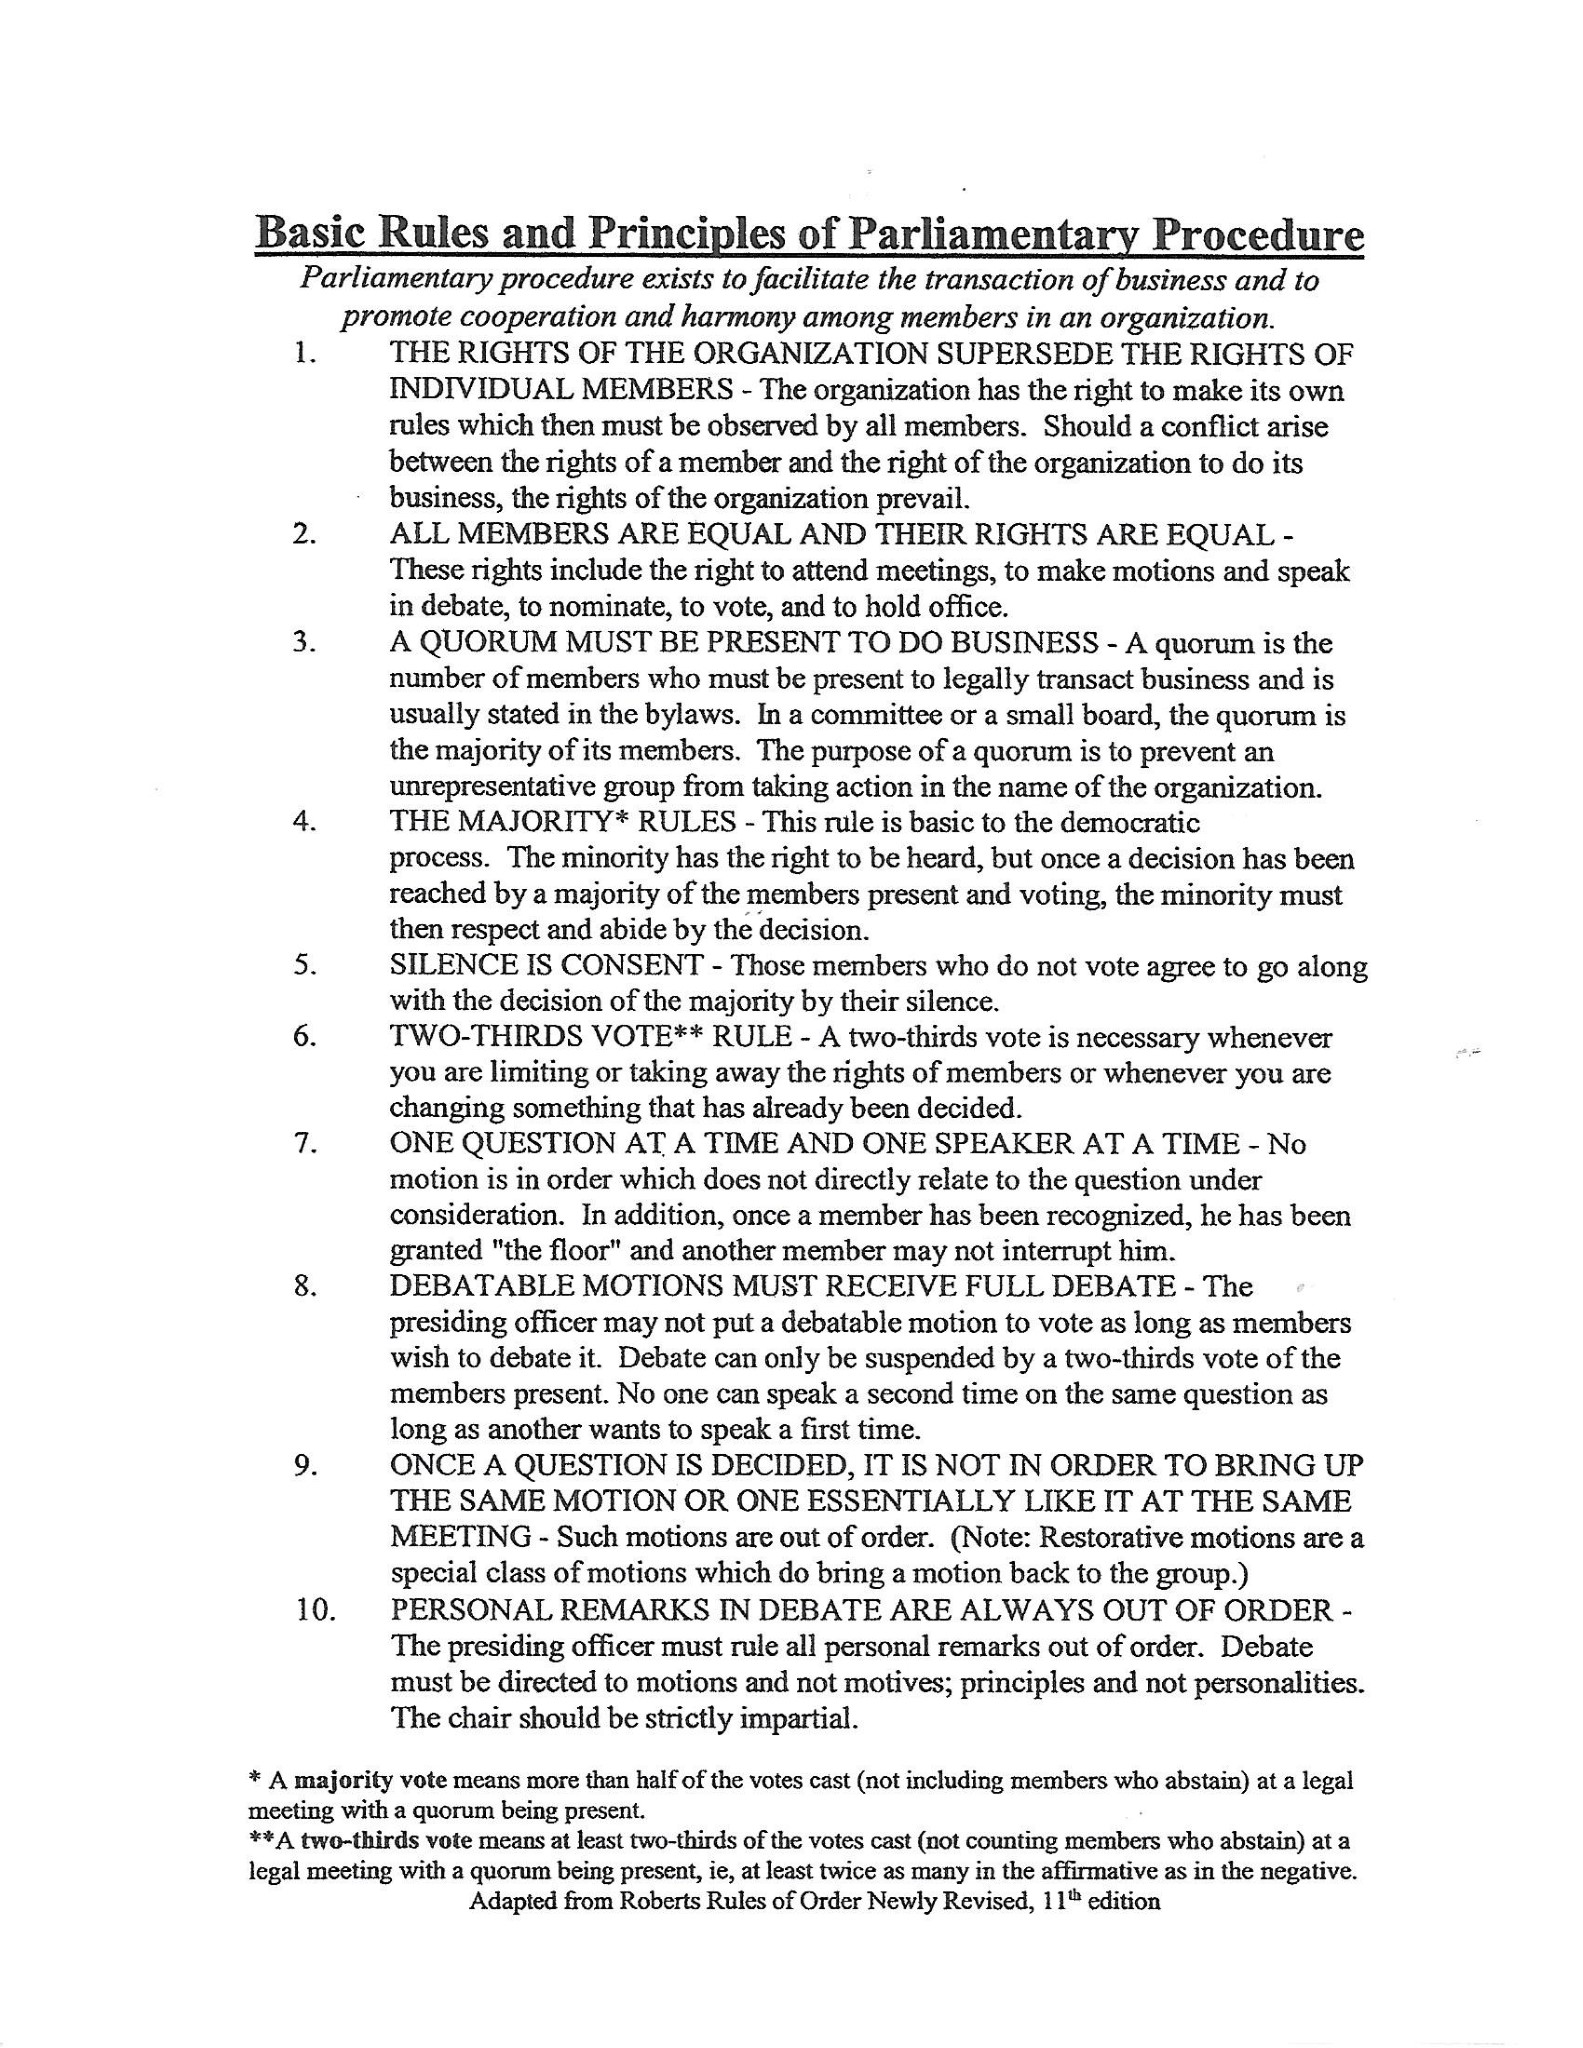 Basic Rules and Principles of Parliamentary Procedure
Parliamentary procedure exists to facilitate the transaction of business and to
promote cooperation and harmony among members in an organization.
1. THE RIGHTS OF THE ORGANIZATION SUPERSEDE THE RIGHTS OF
INDIVIDUAL MEMBERS - The organization has the right to make its own
rules which then must be observed by all members. Should a conflict arise
between the rights of a member and the right of the organization to do its
business, the rights of the organization prevail.
2. ALL MEMBERS ARE EQUAL AND THEIR RIGHTS ARE EQUAL -
These rights include the right to attend meetings, to make motions and speak
in debate, to nominate, to vote, and to hold office.
3. A QUORUM MUST BE PRESENT TO DO BUSINESS - A quorum is the
number of members who must be present to legally transact business and is
usually stated in the bylaws. In a committee or a small board, the quorum is
the majority of its members. The purpose of a quorum is to prevent an
unrepresentative group from taking action in the name of the organization.
4. THE MAJORITY* RULES - This rule is basic to the democratic
process. The minority has the right to be heard, but once a decision has been
reached by a majority of the members present and voting, the minority must
then respect and abide by the decision.
5. SILENCE IS CONSENT - Those members who do not vote agree to go along
with the decision of the majority by their silence.
6. TWO-THIRDS VOTE** RULE - A two-thirds vote is necessary whenever
you are limiting or taking away the rights of members or whenever you are
changing something that has already been decided.
7. ONE QUESTION AT A TIME AND ONE SPEAKER AT A TIME - No
motion is in order which does not directly relate to the question under
consideration. In addition, once a member has been recognized, he has been
granted "the floor" and another member may not interrupt him.
8. DEBATABLE MOTIONS MUST RECEIVE FULL DEBATE - The
presiding officer may not put a debatable motion to vote as long as members
wish to debate it. Debate can only be suspended by a two-thirds vote of the
members present. No one can speak a second time on the same question as
long as another wants to speak a first time.
9. ONCE A QUESTION IS DECIDED, IT IS NOT IN ORDER TO BRING UP
THE SAME MOTION OR ONE ESSENTIALLY LIKE IT AT THE SAME
MEETING - Such motions are out of order. (Note: Restorative motions are a
special class of motions which do bring a motion back to the group.)
10. PERSONAL REMARKS IN DEBATE ARE ALWAYS OUT OF ORDER -
The presiding officer must rule all personal remarks out of order. Debate
must be directed to motions and not motives; principles and not personalities.
The chair should be strictly impartial.
* A majority vote means more than half of the votes cast (not including members who abstain) at a legal
meeting with a quorum being present.
**A two-thirds vote means at least two-thirds of the votes cast (not counting members who abstain) at a
legal meeting with a quorum being present, ie, at least twice as many in the affirmative as in the negative.
Adapted from Roberts Rules of Order Newly Revised, 11th edition